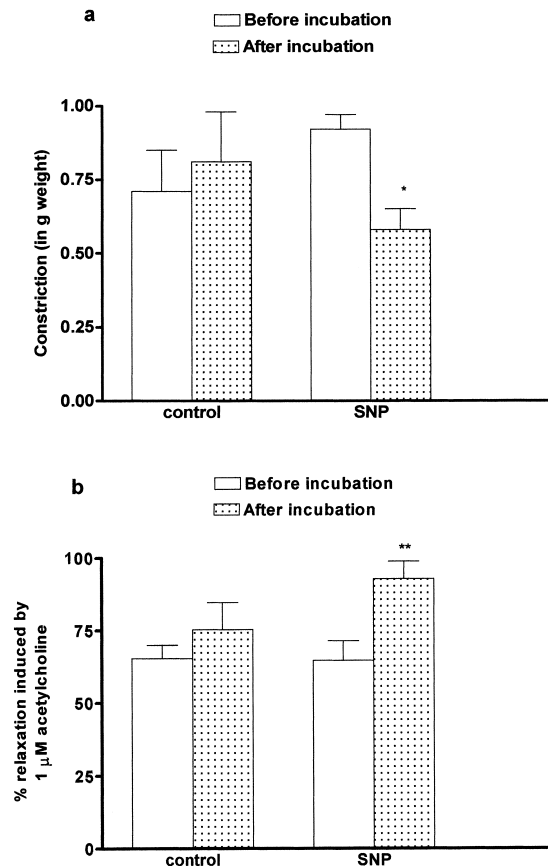 a
Before incubation
After incubation
1.00
0.75
0.50
0.25
0.00
Constriction (in g weight)
*
control
SNP
b
Before incubation
After incubation
100
75
50
25
0
% relaxation induced by
1 μM acetylcholine
**
control
SNP